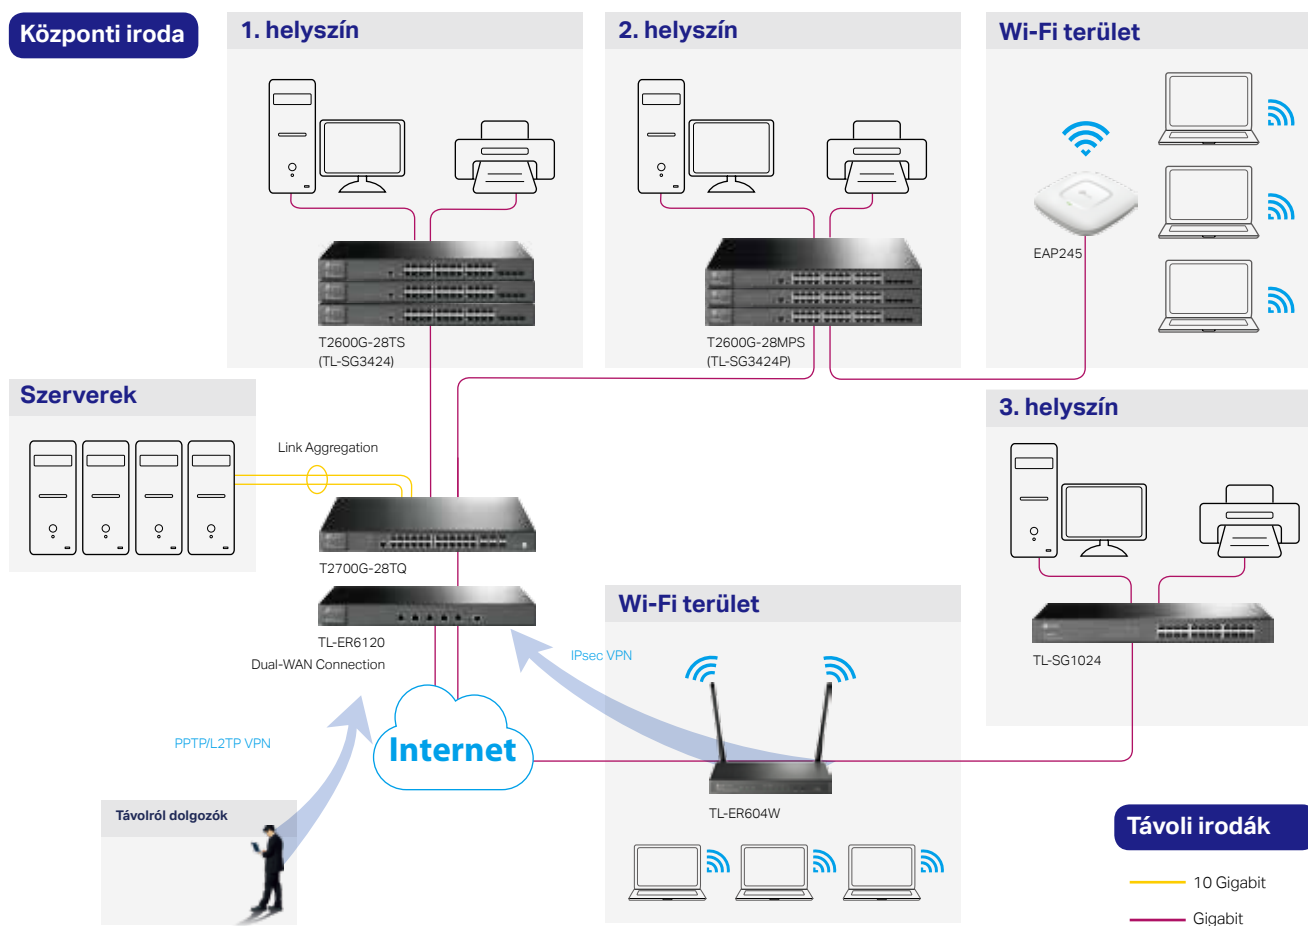 Központi iroda
1. helyszín
2. helyszín
Wi-Fi terület
EAP245
T2600G-28TS
(TL-SG3424)
T2600G-28MPS
(TL-SG3424P)
Szerverek
3. helyszín
Link Aggregation
T2700G-28TQ
Wi-Fi terület
TL-ER6120
Dual-WAN Connection
IPsec VPN
TL-SG1024
PPTP/L2TP VPN
Internet
Távolról dolgozók
TL-ER604W
Távoli irodák
10 Gigabit
Gigabit